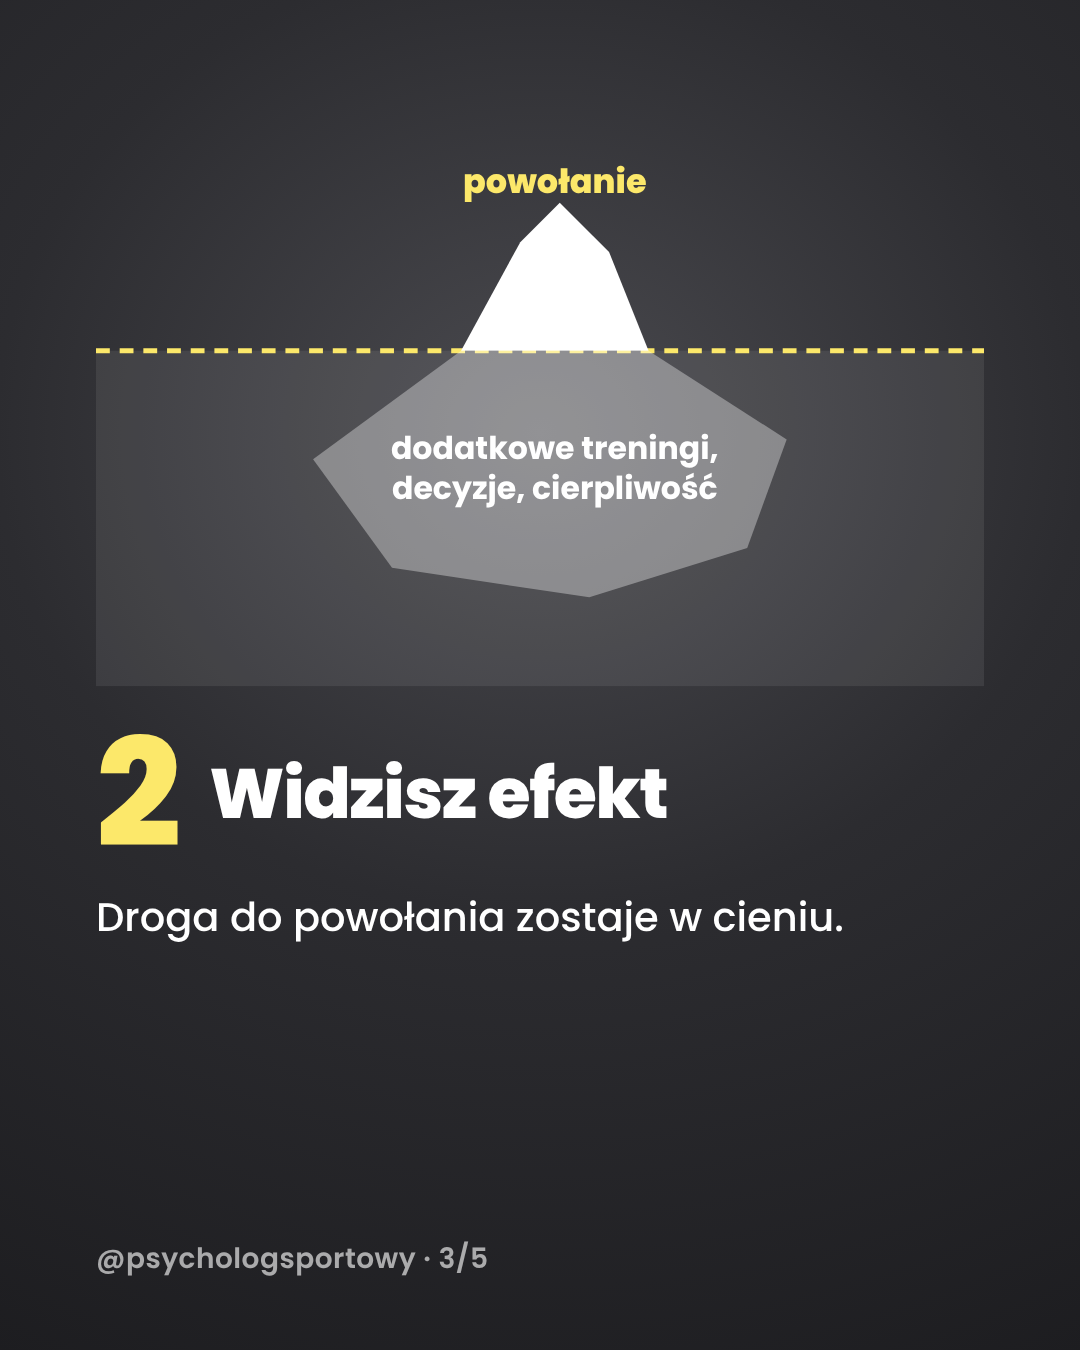 powołanie
dodatkowe treningi,
decyzje, cierpliwość
2 Widzisz efekt
Droga do powołania zostaje w cieniu.
@psychologsportowy · 3/5